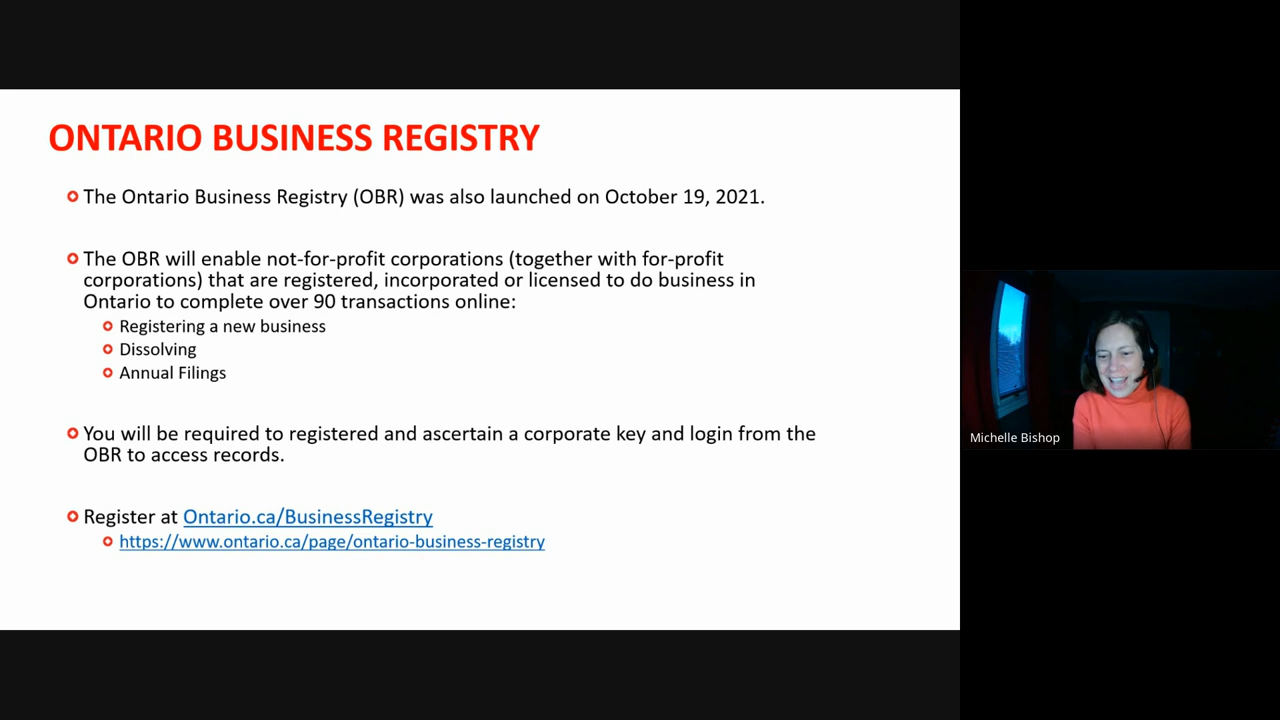 ONTARIO BUSINESS REGISTRY
The Ontario Business Registry (OBR) was also launched on October 19, 2021.
The OBR will enable not-for-profit corporations (together with for-profit
corporations) that are registered, incorporated or licensed to do business in
Ontario to complete over 90 transactions online:
Registering a new business
Dissolving
Annual Filings
You will be required to registered and ascertain a corporate key and login from the
OBR to access records.
Register at Ontario.ca/BusinessRegistry
https://www.ontario.ca/page/ontario-business-registry
Michelle Bishop